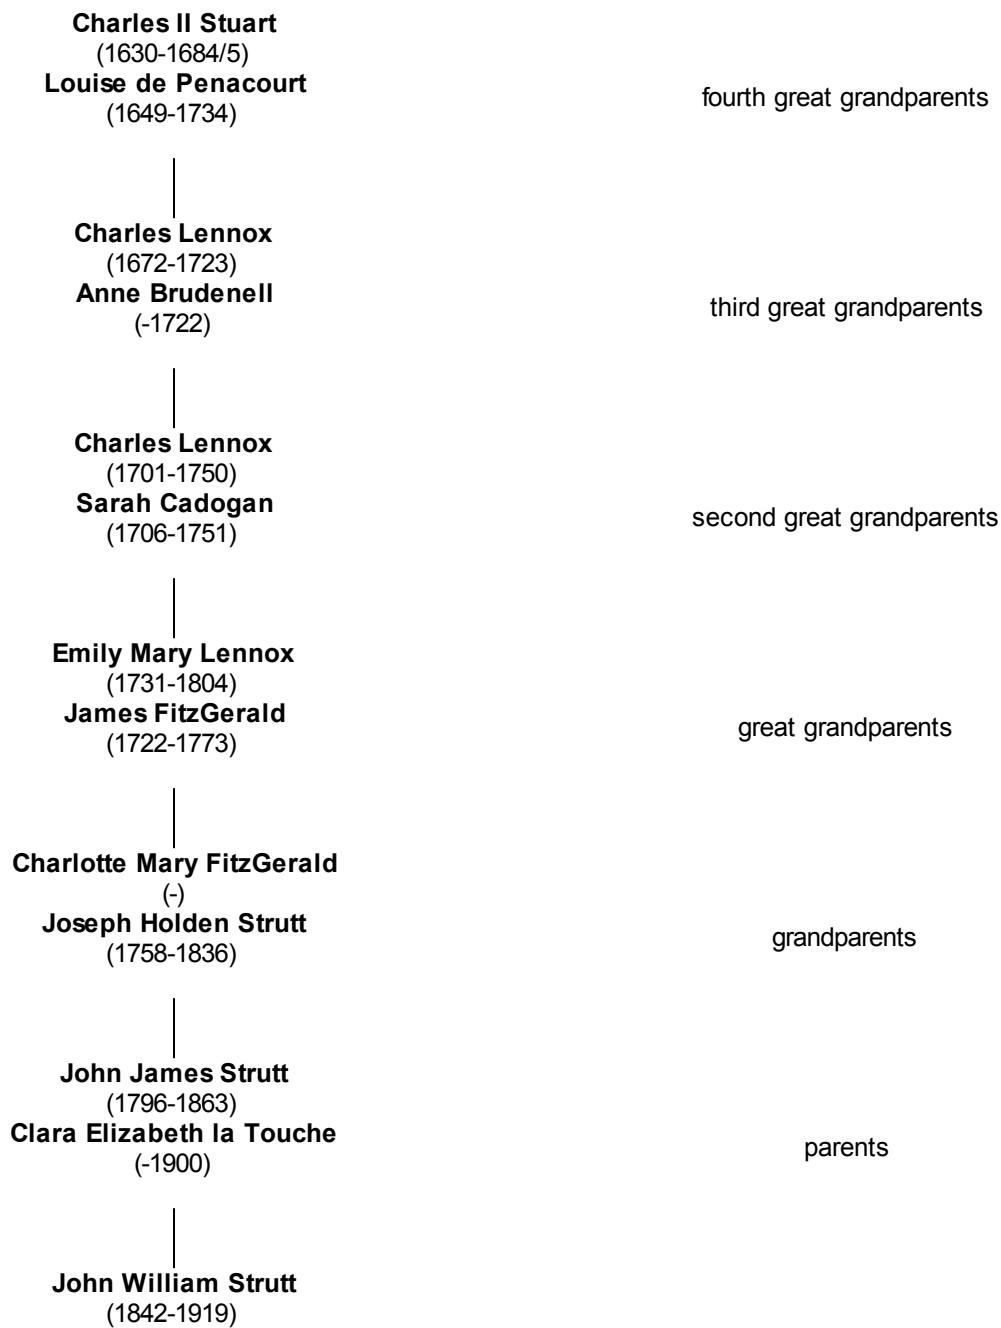 Charles II Stuart
(1630-1684/5)
Louise de Penacourt
(1649-1734)
fourth great grandparents
Charles Lennox
(1672-1723)
Anne Brudenell
(-1722)
third great grandparents
Charles Lennox
(1701-1750)
Sarah Cadogan
(1706-1751)
second great grandparents
Emily Mary Lennox
(1731-1804)
James FitzGerald
(1722-1773)
great grandparents
Charlotte Mary FitzGerald
(-)
Joseph Holden Strutt
(1758-1836)
grandparents
John James Strutt
(1796-1863)
Clara Elizabeth la Touche
(-1900)
parents
John William Strutt
(1842-1919)